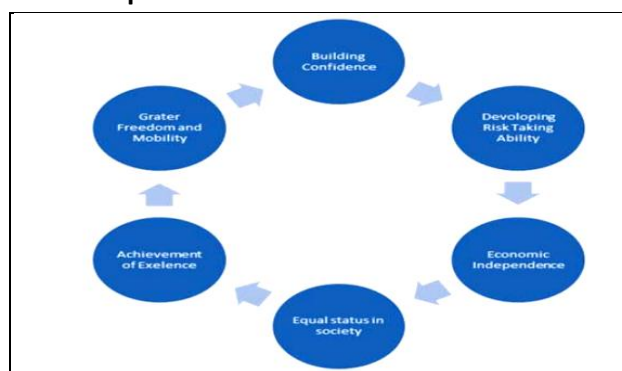 Building
Confidence
Devoloping
Risk Taking
Ability
Economic
Independence
Equal status in
society
Achievement
of Exelence
Grater
Freedom and
Mobility